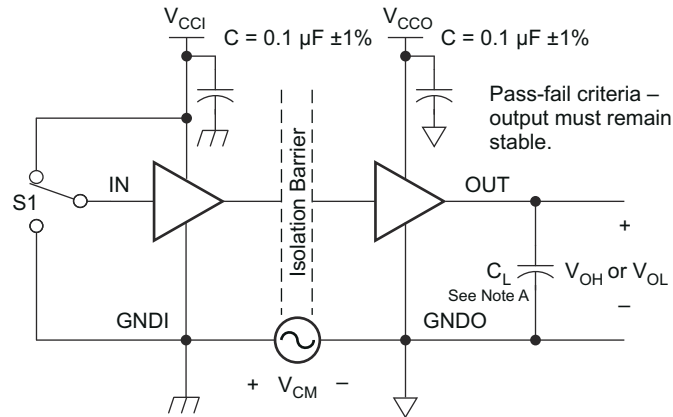 V_CCI
C = 0.1 µF ±1%
V_CCO
C = 0.1 µF ±1%
Pass-fail criteria –
output must remain
stable.
S1
IN
Isolation Barrier
OUT
+
C_L
See Note A
V_OH or V_OL
–
GNDI
GNDO
+ V_CM –